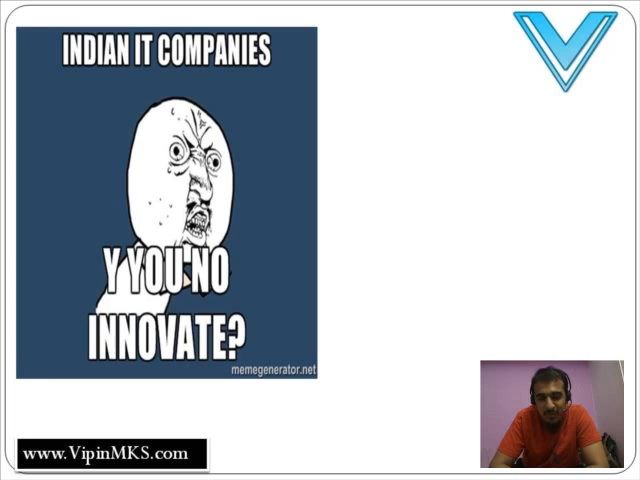 INDIAN IT COMPANIES
Y YOU NO
INNOVATE?
memegenerator.net
www.VipinMKS.com